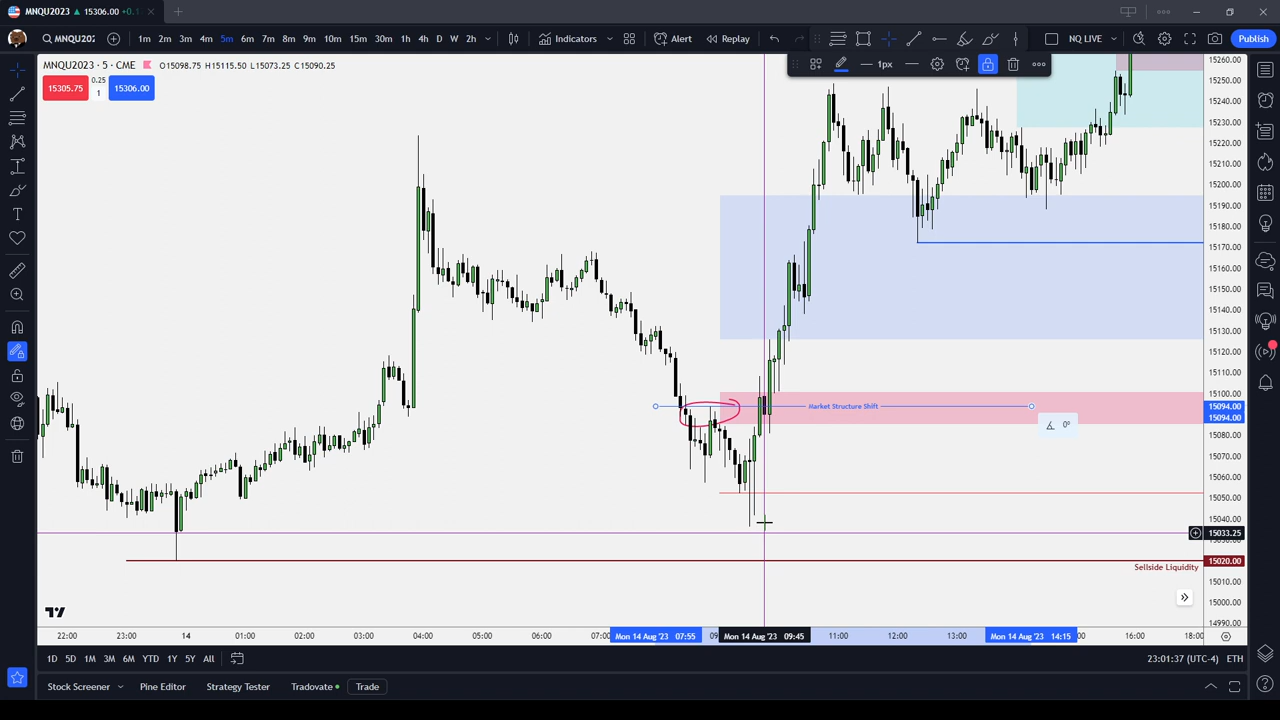 MNQU2023 ▲ 15306.00 +0.1
MNQU202 1m 2m 3m 4m 5m 6m 7m 8m 9m 10m 15m 30m 1h 4h D W 2h Indicators Alert Replay NQ LIVE Publish
MNQU2023 · 5 · CME O15098.75 H15115.50 L15073.25 C15090.25
1px
15305.75 0.25 1 15306.00
15260.00
15250.00
15240.00
15230.00
15220.00
15210.00
15200.00
15190.00
15180.00
15170.00
15160.00
15150.00
15140.00
15130.00
15120.00
15110.00
15100.00
Market Structure Shift 15094.00
0° 15094.00
15080.00
15070.00
15060.00
15050.00
15040.00
15033.25
15020.00
Sellside Liquidity
15010.00
15000.00
14990.00
22:00 23:00 14 01:00 02:00 03:00 04:00 05:00 06:00 07:00 Mon 14 Aug '23 07:55 Mon 14 Aug '23 09:45 11:00 12:00 13:00 Mon 14 Aug '23 14:15 16:00 18:00
1D 5D 1M 3M 6M YTD 1Y 5Y All 23:01:37 (UTC-4) ETH
Stock Screener Pine Editor Strategy Tester Tradovate Trade